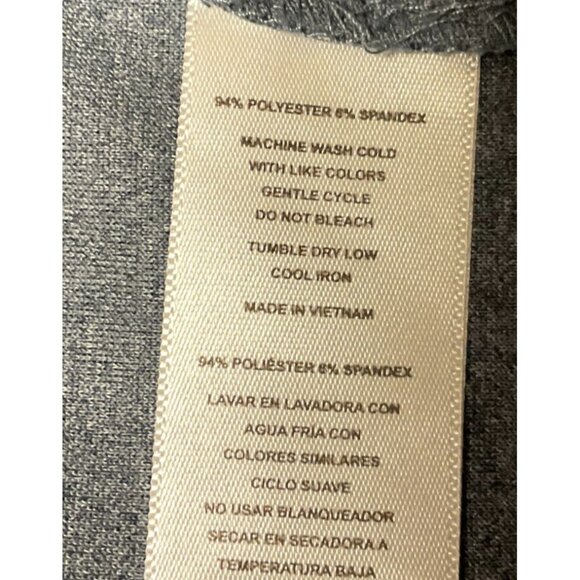 94% POLYESTER 6% SPANDEX
MACHINE WASH COLD
WITH LIKE COLORS
GENTLE CYCLE
DO NOT BLEACH
TUMBLE DRY LOW
COOL IRON
MADE IN VIETNAM
94% POLIÉSTER 6% SPANDEX
LAVAR EN LAVADORA CON
AGUA FRÍA CON
COLORES SIMILARES
CICLO SUAVE
NO USAR BLANQUEADOR
SECAR EN SECADORA A
TEMPERATURA BAJA